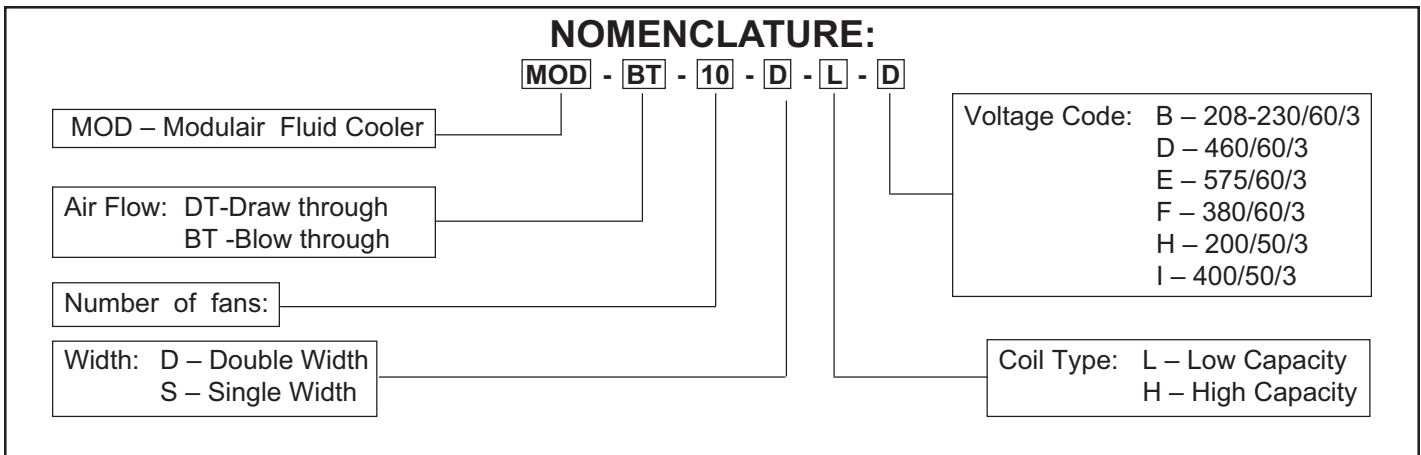 NOMENCLATURE:
MOD - BT - 10 - D - L - D
MOD – Modulair Fluid Cooler
Air Flow: DT-Draw through
BT -Blow through
Number of fans:
Width: D – Double Width
S – Single Width
Voltage Code: B – 208-230/60/3
D – 460/60/3
E – 575/60/3
F – 380/60/3
H – 200/50/3
I – 400/50/3
Coil Type: L – Low Capacity
H – High Capacity